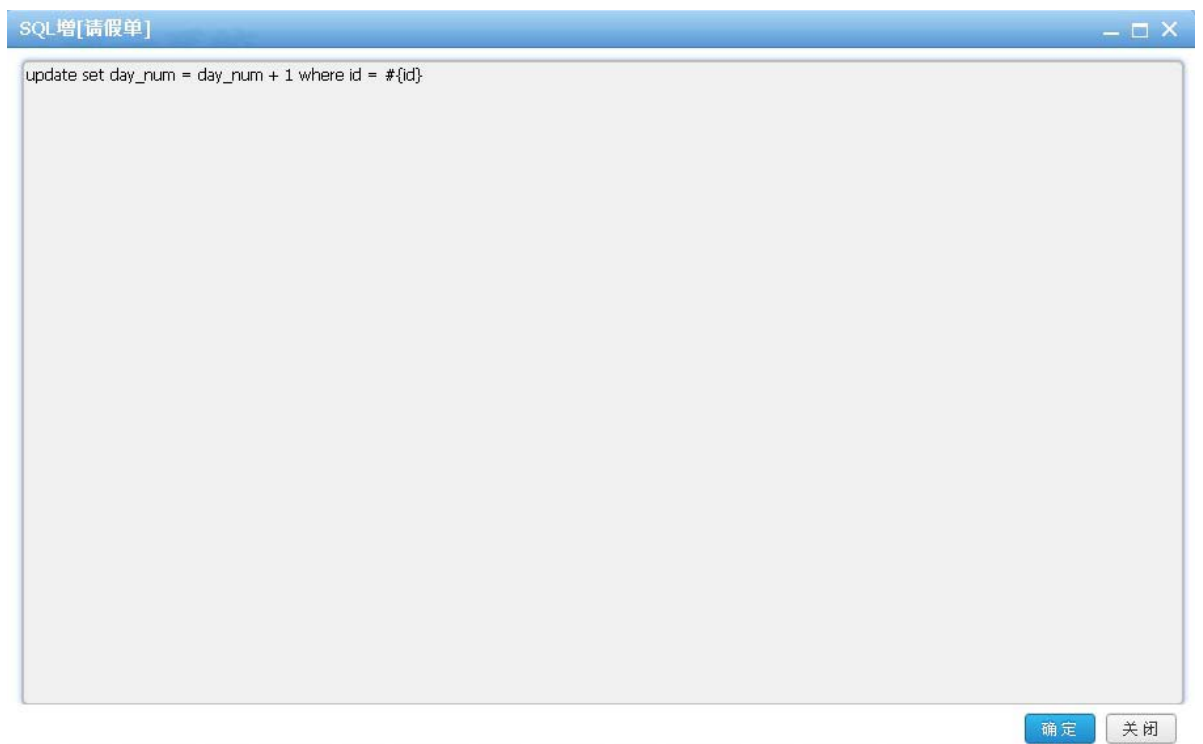 SQL增[请假单]
update set day_num = day_num + 1 where id = #{id}
确定 关闭